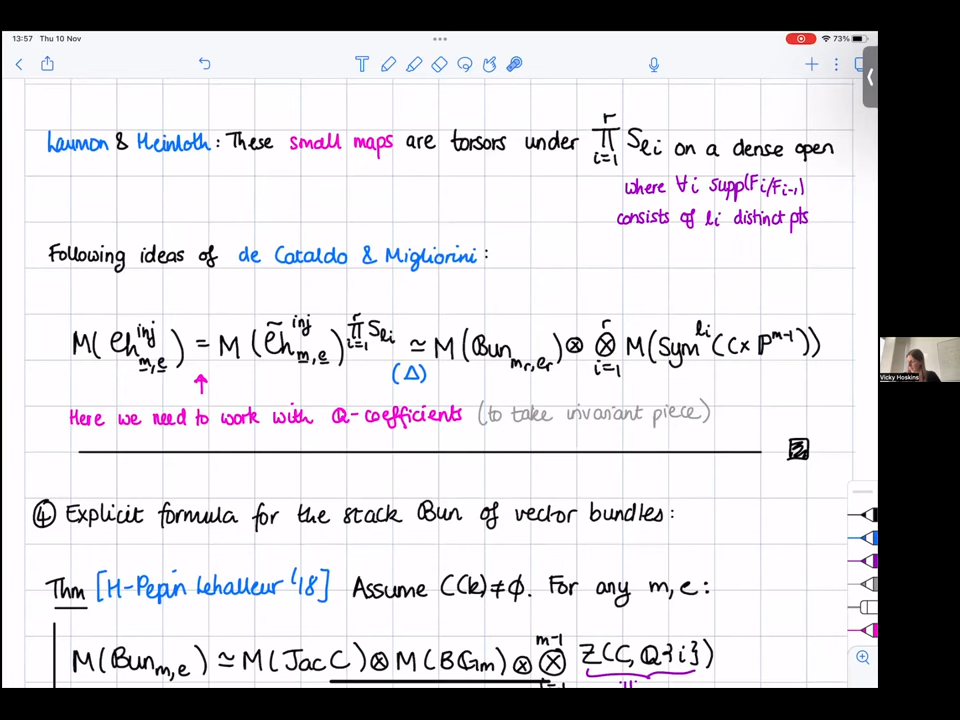 13:57 Thu 10 Nov
73%
Laumon & Heinloth: These small maps are torsors under ∏_{i=1}^{r} S_{li} on a dense open
where ∀i supp(F_i/F_{i-1})
consists of li distinct pts
Following ideas of de Cataldo & Migliorini:
M(Ch^{inj}_{m,e}) = M(C̃h^{inj}_{m,e})^{∏_{i=1}^{r} S_{li}} ≃ M(Bun_{mr,er}) ⊗ ⊗_{i=1}^{r} M(Sym^{li}(C×P^{m-1}))
(Δ)
Here we need to work with Q-coefficients (to take invariant piece)
④ Explicit formula for the stack Bun of vector bundles:
Thm [H-Pepin Lehalleur '18] Assume C(k)≠∅. For any m,e:
M(Bun_{m,e}) ≃ M(Jac C) ⊗ M(BGm) ⊗ ⊗^{m-1} Z(C, Q{i})
Vicky Hoskins